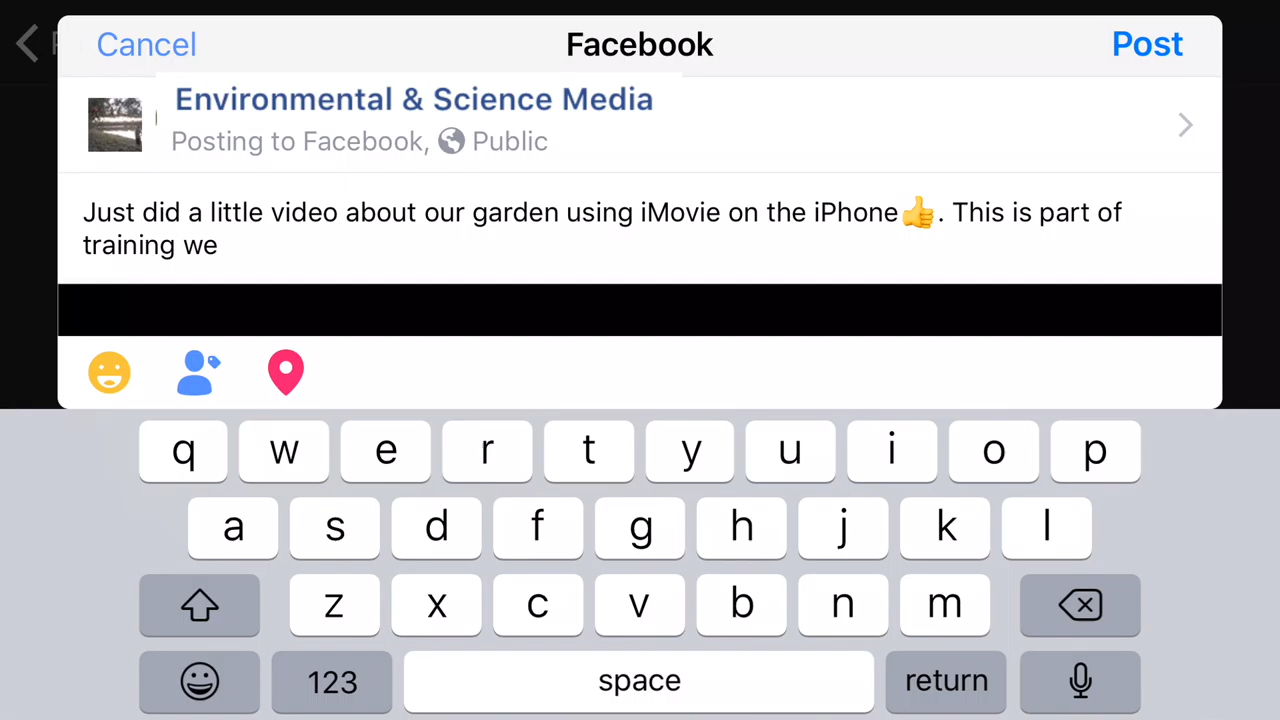 Cancel Facebook Post
Environmental & Science Media
Posting to Facebook, Public
Just did a little video about our garden using iMovie on the iPhone👍. This is part of
training we
q w e r t y u i o p
a s d f g h j k l
z x c v b n m
123 space return